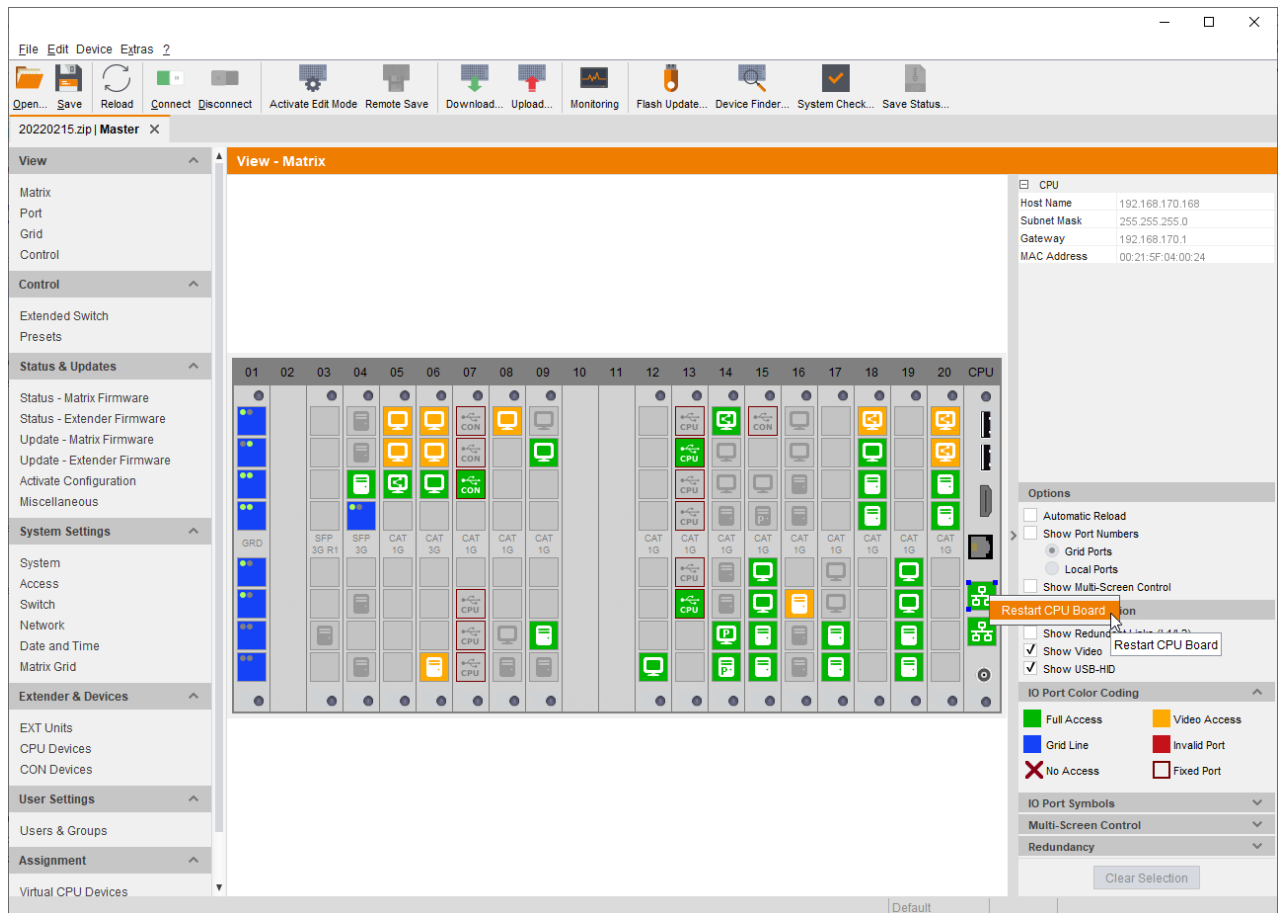 File Edit Device Extras ?
Open... Save Reload Connect Disconnect Activate Edit Mode Remote Save Download... Upload... Monitoring Flash Update... Device Finder... System Check... Save Status...
20220215.zip | Master
View
Matrix
Port
Grid
Control
Control
Extended Switch
Presets
Status & Updates
Status - Matrix Firmware
Status - Extender Firmware
Update - Matrix Firmware
Update - Extender Firmware
Activate Configuration
Miscellaneous
System Settings
System
Access
Switch
Network
Date and Time
Matrix Grid
Extender & Devices
EXT Units
CPU Devices
CON Devices
User Settings
Users & Groups
Assignment
Virtual CPU Devices
View - Matrix
01 02 03 04 05 06 07 08 09 10 11 12 13 14 15 16 17 18 19 20 CPU
CON CPU CON
CON CPU
CPU
CON
CPU P
GRD SFP SFP CAT CAT CAT CAT CAT CAT CAT CAT CAT CAT CAT CAT CAT CAT
3G R1 3G 1G 3G 1G 1G 1G 1G 1G 1G 1G 1G 1G 1G 1G 1G
CPU
CPU CPU
CPU P
CPU P
CPU
Host Name 192.168.170.168
Subnet Mask 255.255.255.0
Gateway 192.168.170.1
MAC Address 00:21:5F:04:00:24
Options
Automatic Reload
Show Port Numbers
Grid Ports
Local Ports
Show Multi-Screen Control
Restart CPU Board
Restart CPU Board
Show Video
Show USB-HID
IO Port Color Coding
Full Access Video Access
Grid Line Invalid Port
No Access Fixed Port
IO Port Symbols
Multi-Screen Control
Redundancy
Clear Selection
Default